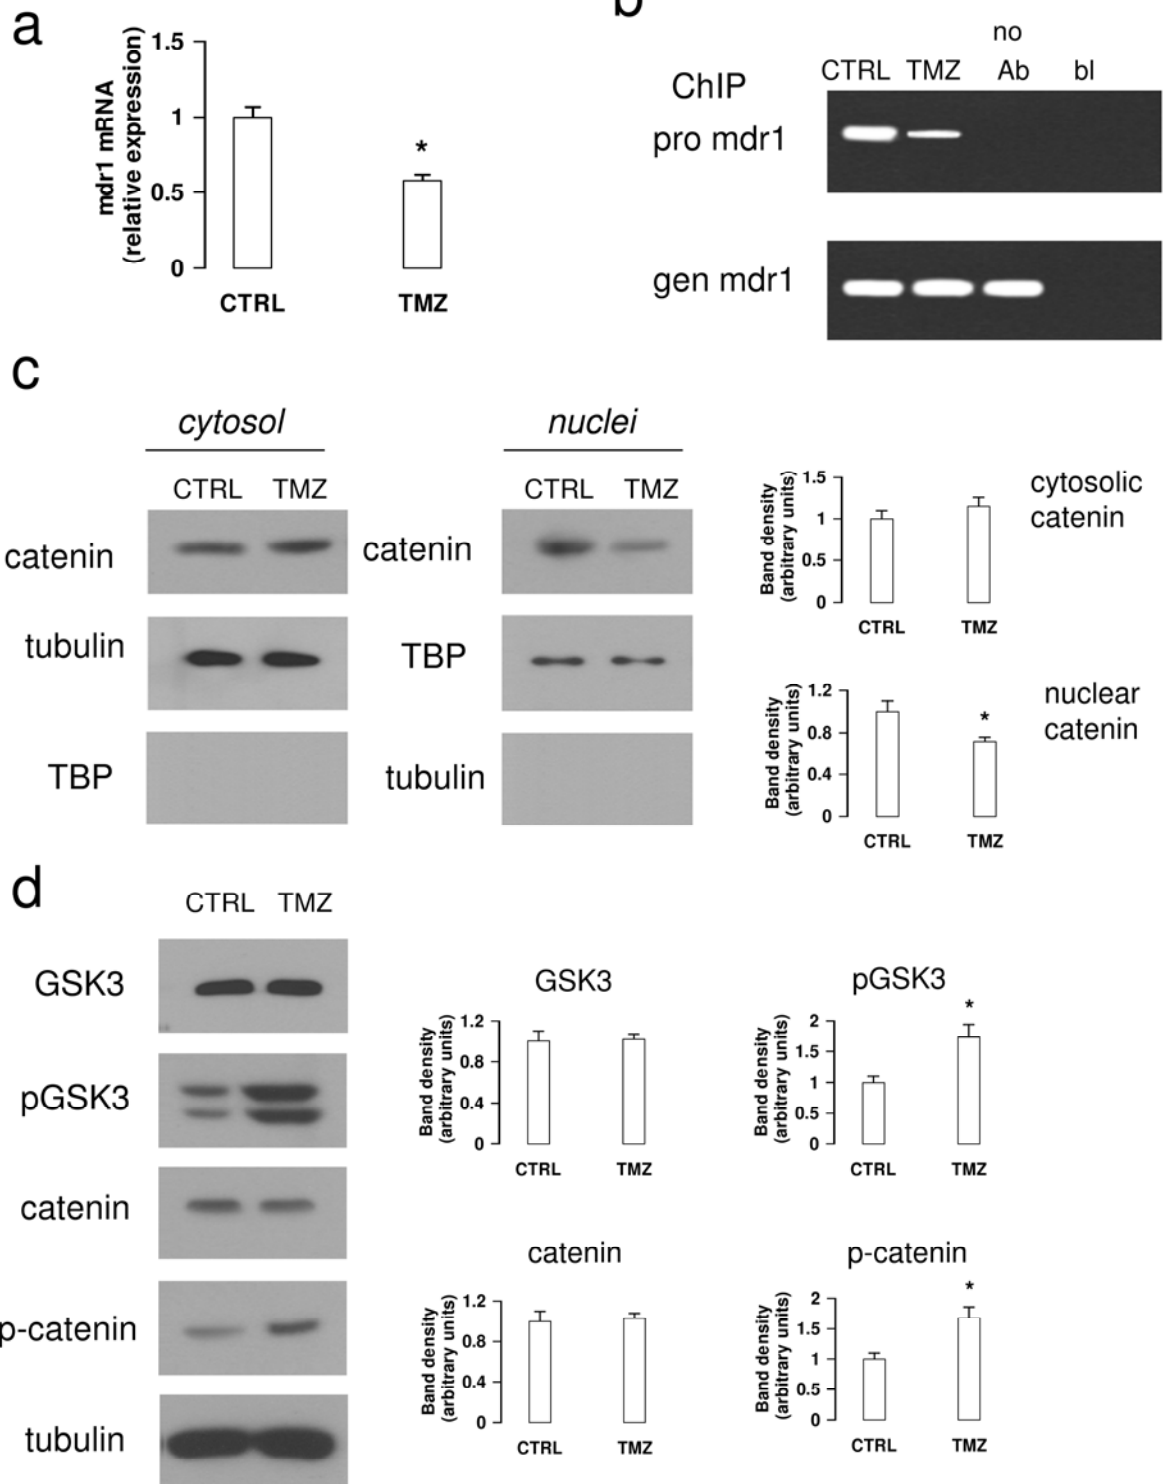 a
mdr1 mRNA
(relative expression)
1.5
1
0.5
0
*
CTRL TMZ
b
no
CTRL TMZ Ab bl
ChIP
pro mdr1
gen mdr1
c
cytosol nuclei
CTRL TMZ CTRL TMZ
catenin catenin
tubulin TBP
TBP tubulin
Band density
(arbitrary units)
1.5
1
0.5
0
CTRL TMZ
cytosolic
catenin
Band density
(arbitrary units)
1.2
0.8
0.4
0
*
CTRL TMZ
nuclear
catenin
d
CTRL TMZ
GSK3
pGSK3
catenin
p-catenin
tubulin
GSK3
Band density
(arbitrary units)
1.2
0.8
0.4
0
CTRL TMZ
pGSK3
Band density
(arbitrary units)
2
1.5
1
0.5
0
*
CTRL TMZ
catenin
Band density
(arbitrary units)
1.2
0.8
0.4
0
CTRL TMZ
p-catenin
Band density
(arbitrary units)
2
1.5
1
0.5
0
*
CTRL TMZ